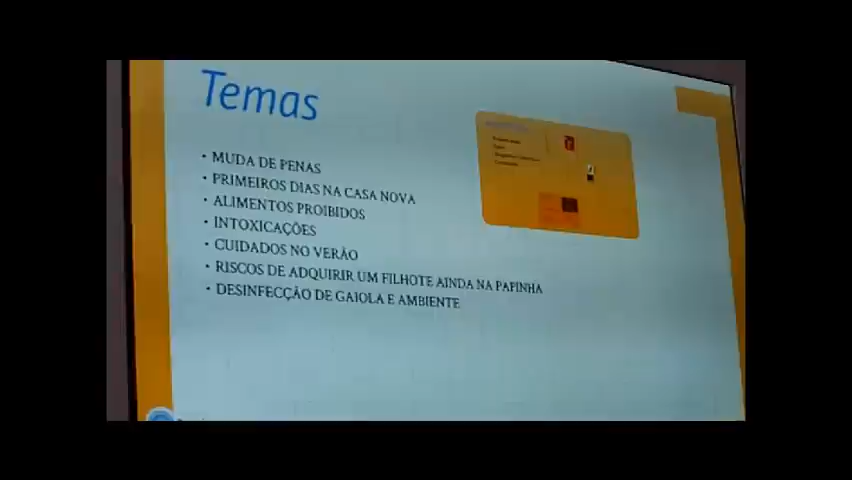 Temas
• MUDA DE PENAS
• PRIMEIROS DIAS NA CASA NOVA
• ALIMENTOS PROIBIDOS
• INTOXICAÇÕES
• CUIDADOS NO VERÃO
• RISCOS DE ADQUIRIR UM FILHOTE AINDA NA PAPINHA
• DESINFECÇÃO DE GAIOLA E AMBIENTE